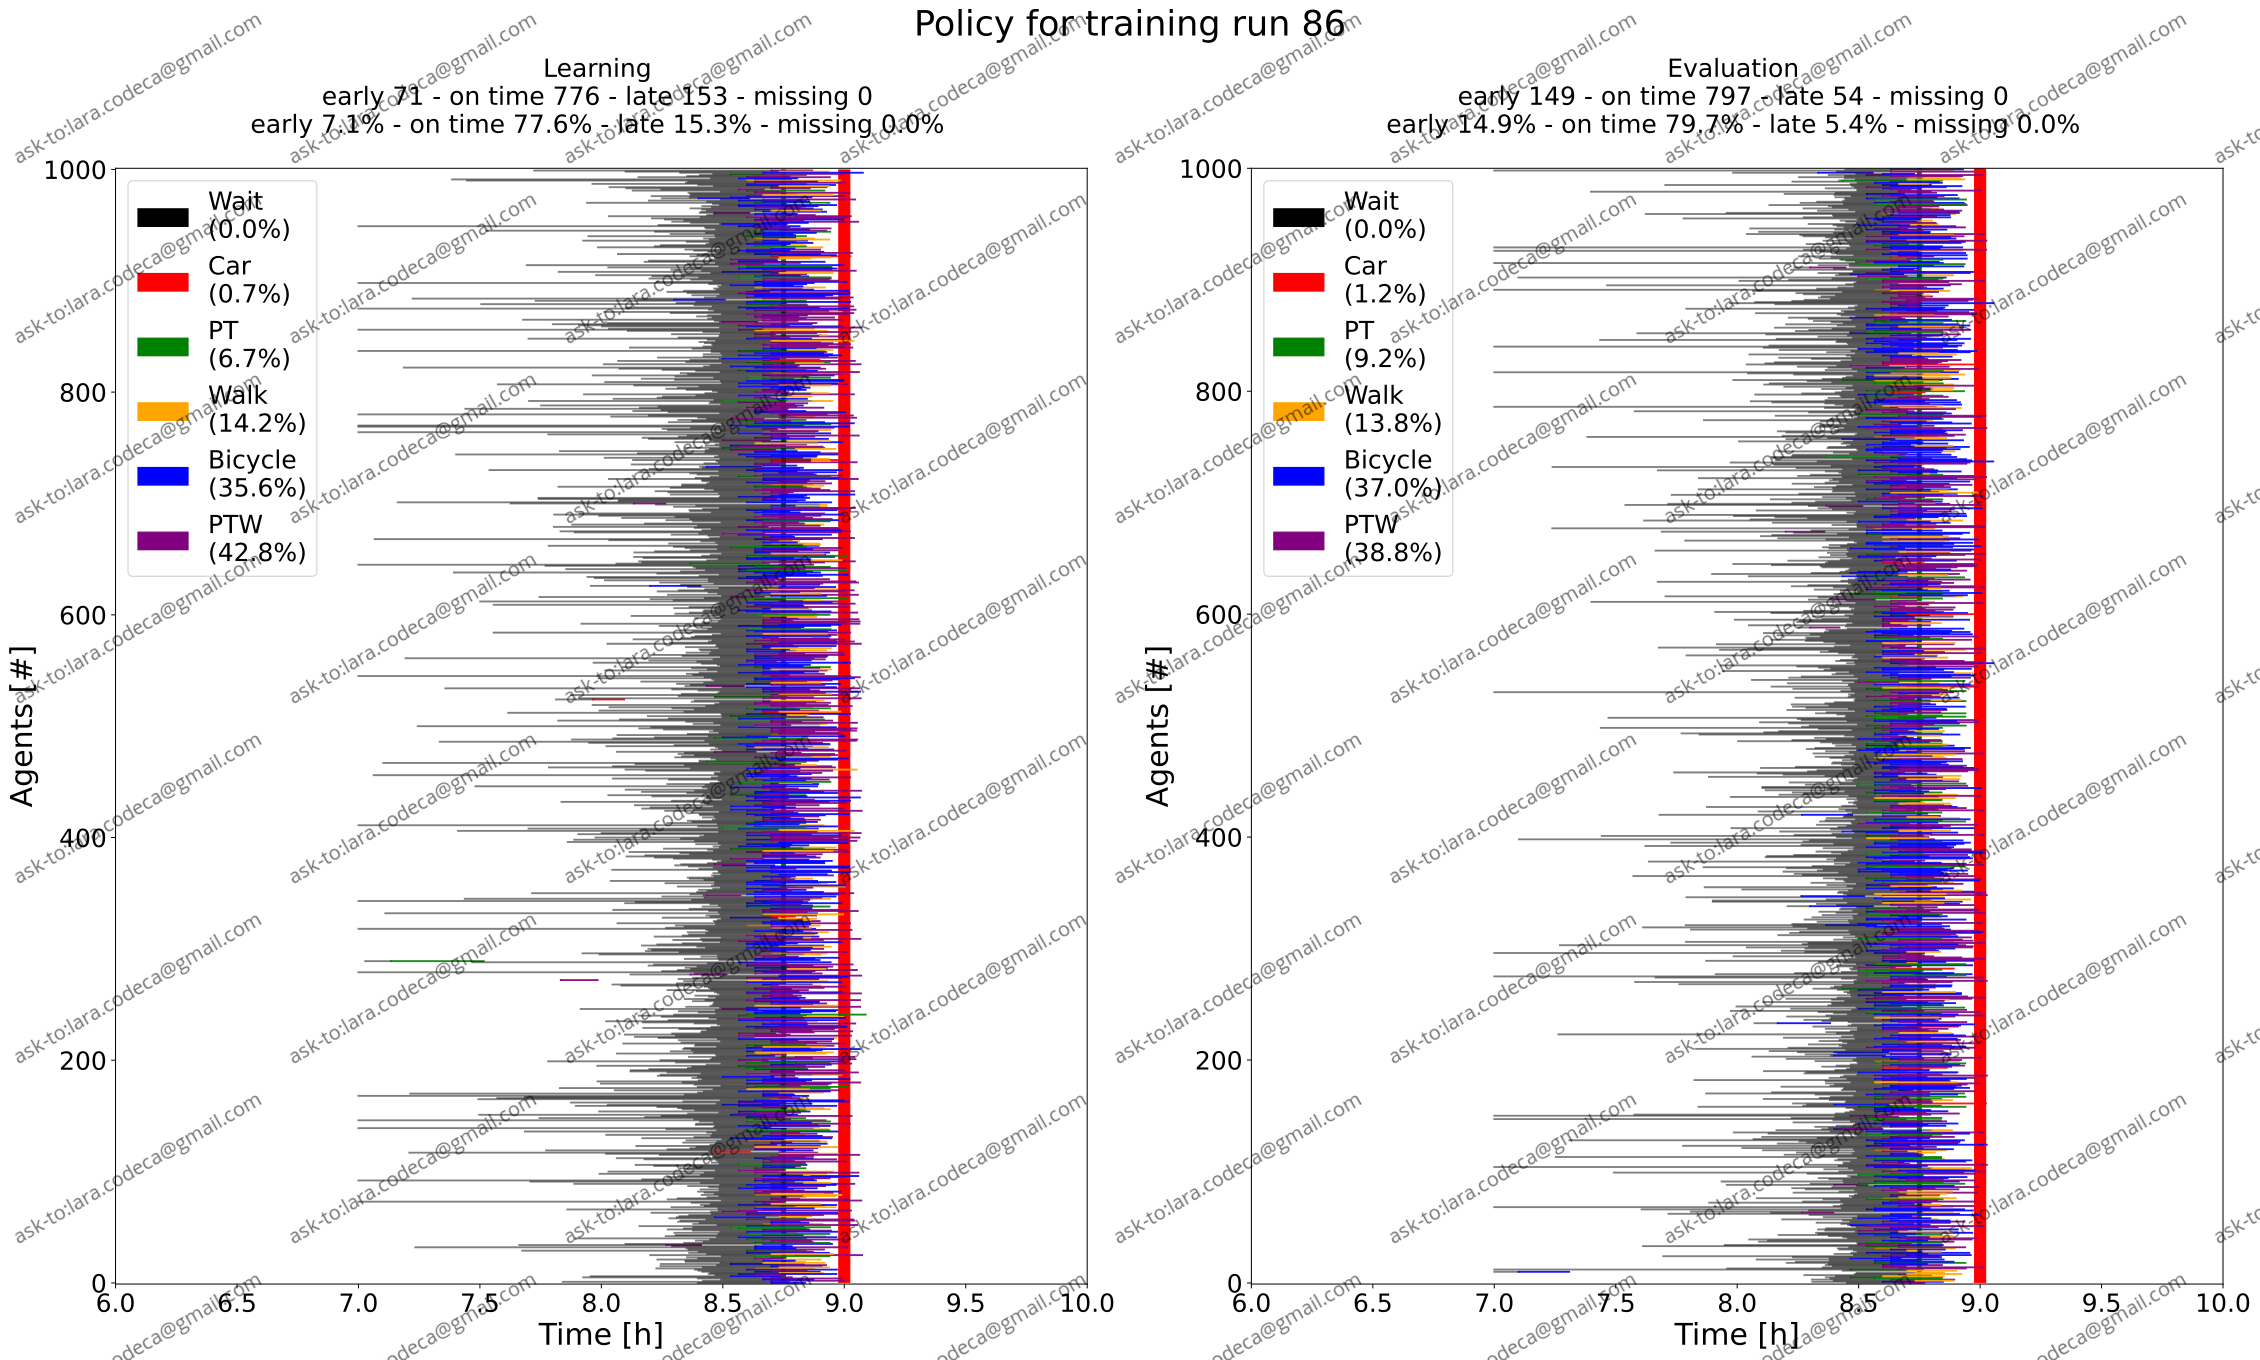 Policy for training run 86
Learning
early 71 - on time 776 - late 153 - missing 0
early 7.1% - on time 77.6% - late 15.3% - missing 0.0%
1000
800
600
400
200
0
Agents [#]
Wait
(0.0%)
Car
(0.7%)
PT
(6.7%)
Walk
(14.2%)
Bicycle
(35.6%)
PTW
(42.8%)
6.0 6.5 7.0 7.5 8.0 8.5 9.0 9.5 10.0
Time [h]
Evaluation
early 149 - on time 797 - late 54 - missing 0
early 14.9% - on time 79.7% - late 5.4% - missing 0.0%
1000
800
600
400
200
0
Agents [#]
Wait
(0.0%)
Car
(1.2%)
PT
(9.2%)
Walk
(13.8%)
Bicycle
(37.0%)
PTW
(38.8%)
6.0 6.5 7.0 7.5 8.0 8.5 9.0 9.5 10.0
Time [h]
ask-to:lara.codeca@gmail.com